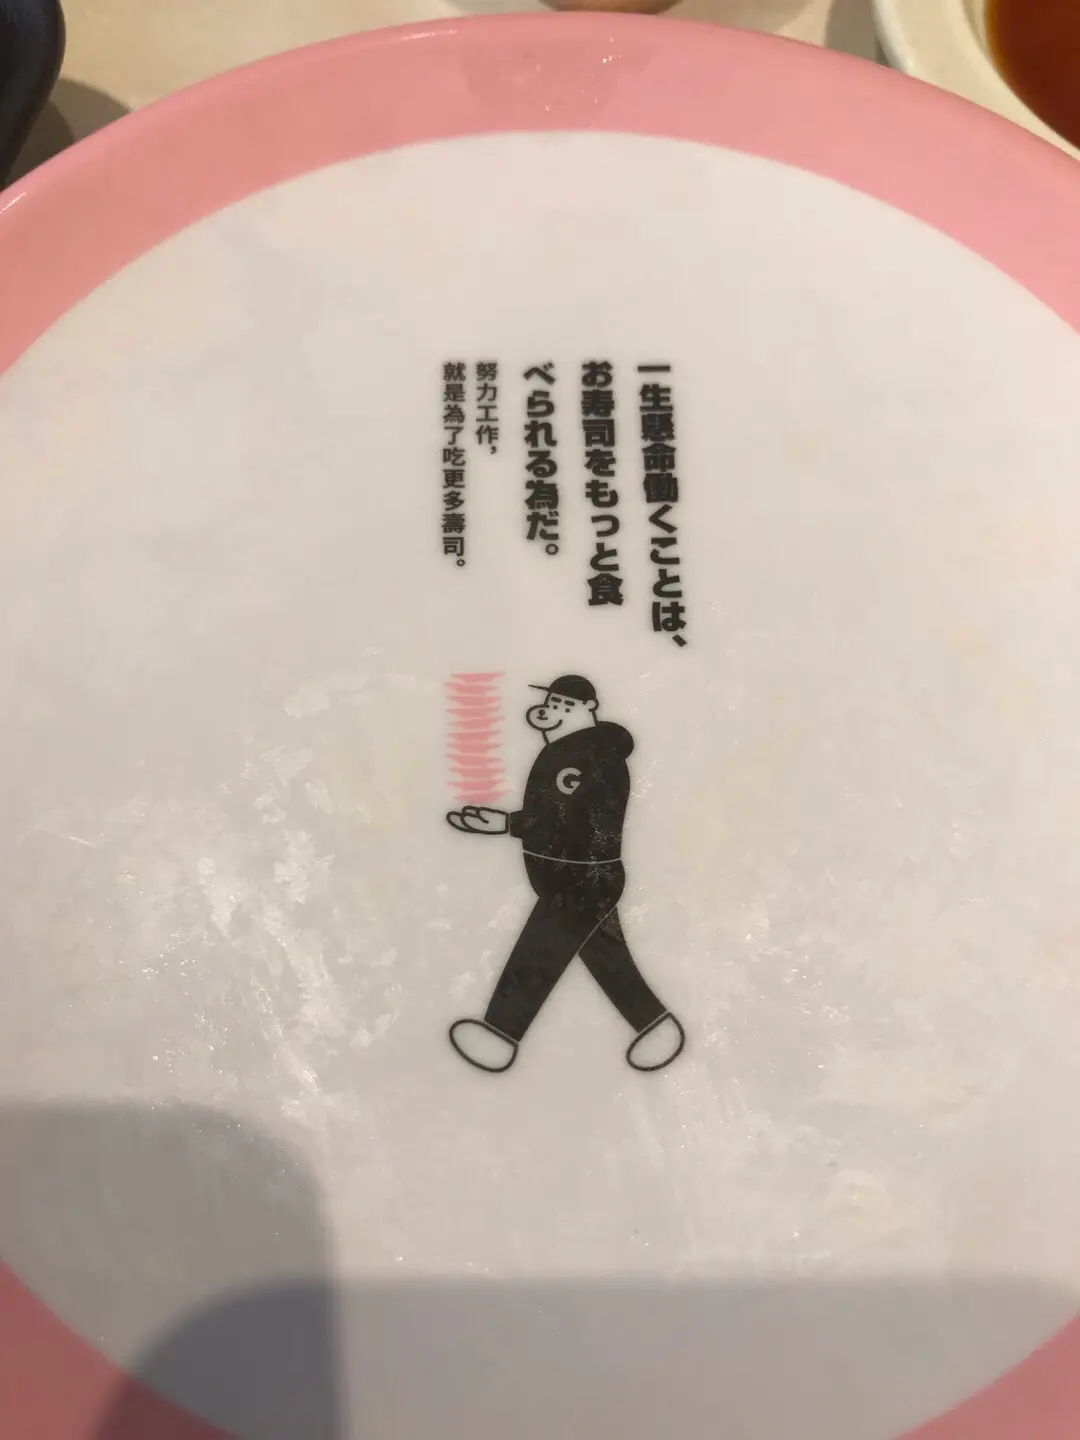 一生懸命働くことは、
お寿司をもっと食
べられる為だ。
努力工作，
就是為了吃更多壽司。
G